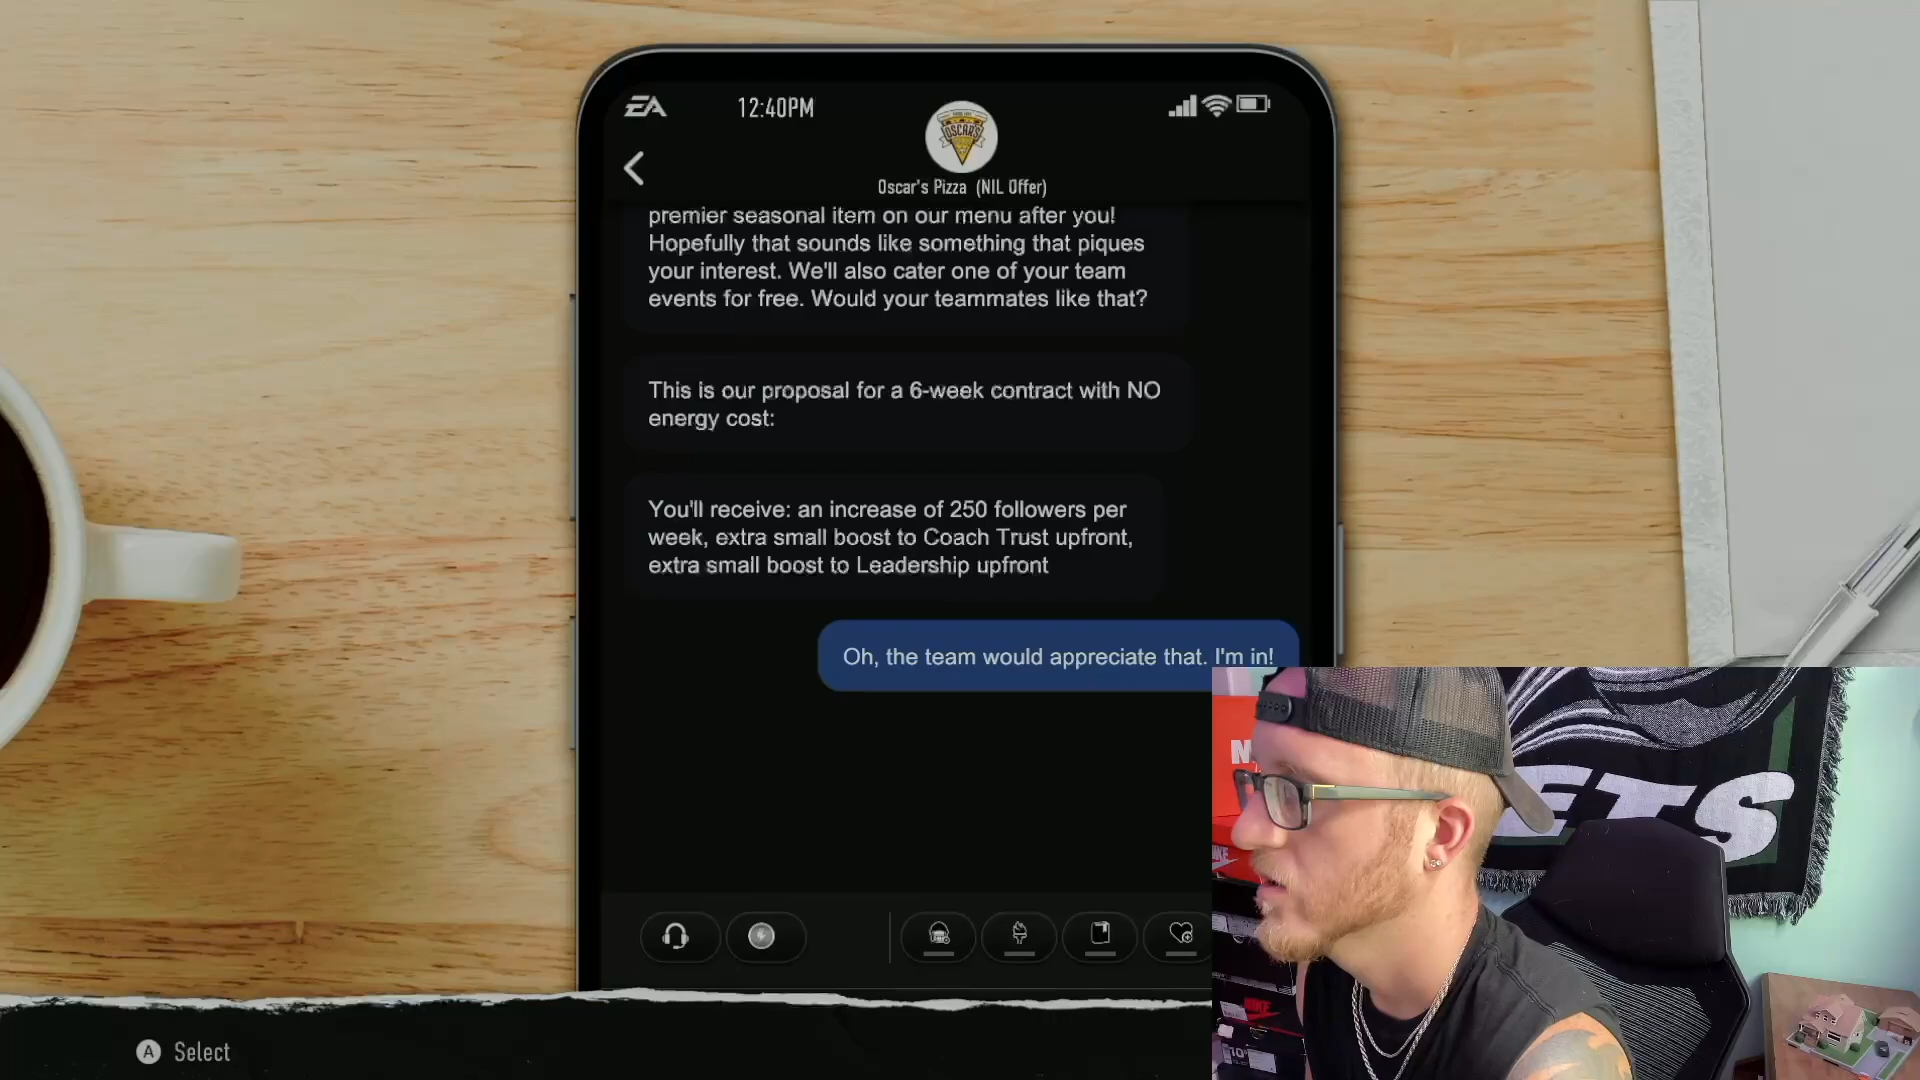 EA
12:40PM
OSCAR'S
Oscar's Pizza (NIL Offer)
premier seasonal item on our menu after you!
Hopefully that sounds like something that piques
your interest. We'll also cater one of your team
events for free. Would your teammates like that?
This is our proposal for a 6-week contract with NO
energy cost:
You'll receive: an increase of 250 followers per
week, extra small boost to Coach Trust upfront,
extra small boost to Leadership upfront
Oh, the team would appreciate that. I'm in!
N
ETS
NIKE
10
A Select